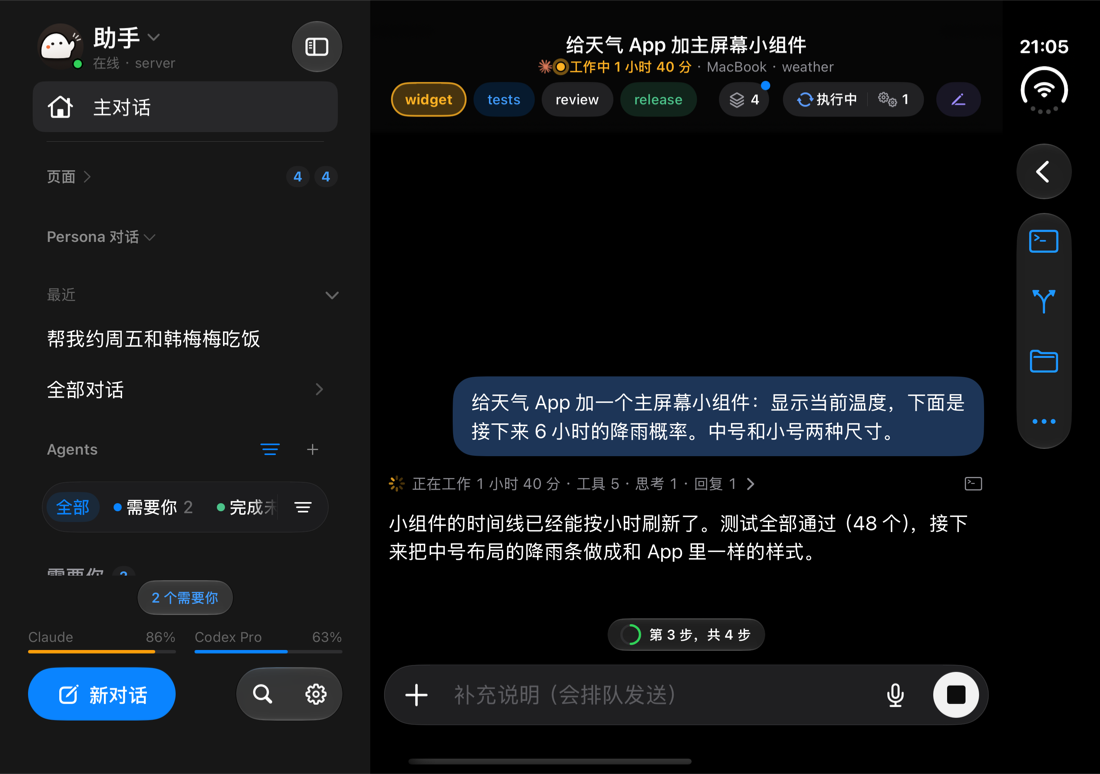 助手
在线 · server
主对话
页面
4 4
Persona 对话
最近
帮我约周五和韩梅梅吃饭
全部对话
Agents
全部 需要你 2 完成
2 个需要你
Claude 86% Codex Pro 63%
新对话
给天气 App 加主屏幕小组件
工作中 1 小时 40 分 · MacBook · weather
widget tests review release 4 执行中 1
给天气 App 加一个主屏幕小组件：显示当前温度，下面是
接下来 6 小时的降雨概率。中号和小号两种尺寸。
正在工作 1 小时 40 分 · 工具 5 · 思考 1 · 回复 1
小组件的时间线已经能按小时刷新了。测试全部通过（48 个），接下
来把中号布局的降雨条做成和 App 里一样的样式。
第 3 步，共 4 步
补充说明（会排队发送）
21:05